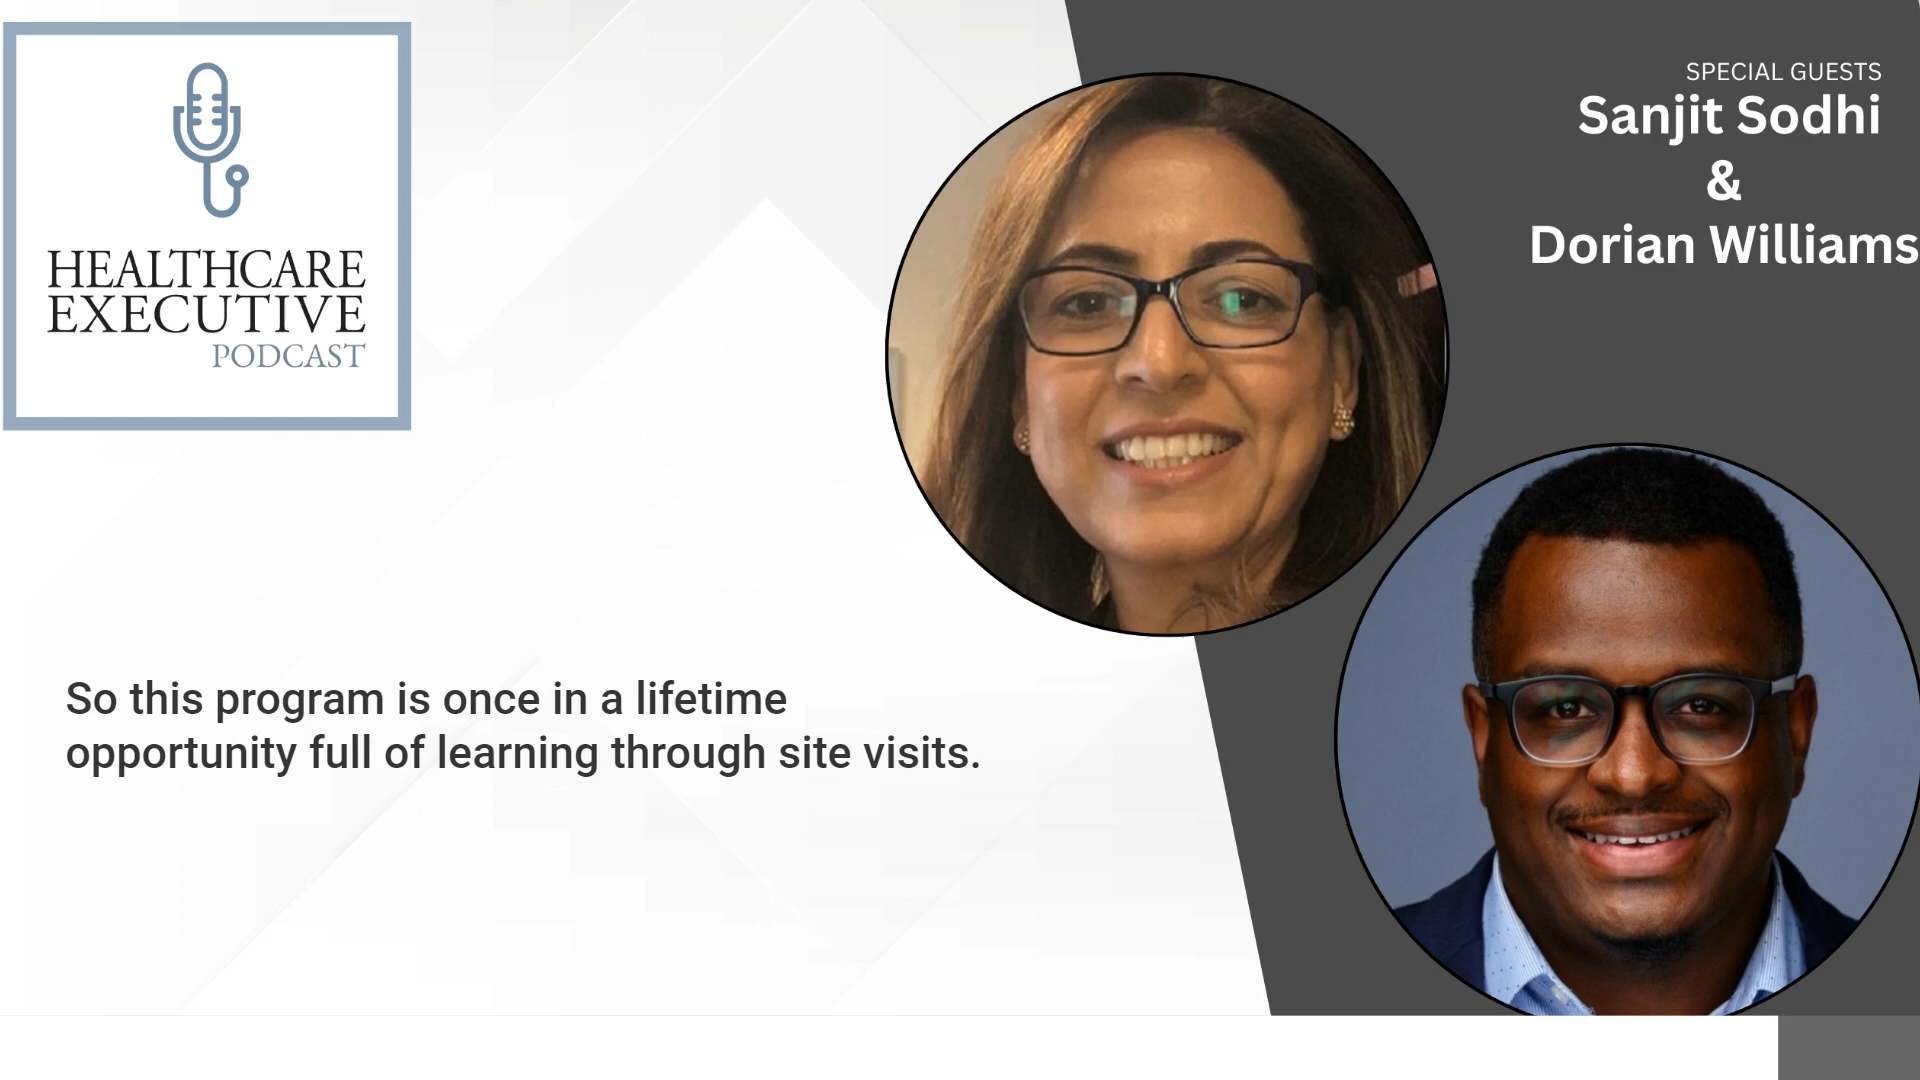 HEALTHCARE
EXECUTIVE
PODCAST
SPECIAL GUESTS
Sanjit Sodhi
&
Dorian Williams
So this program is once in a lifetime
opportunity full of learning through site visits.